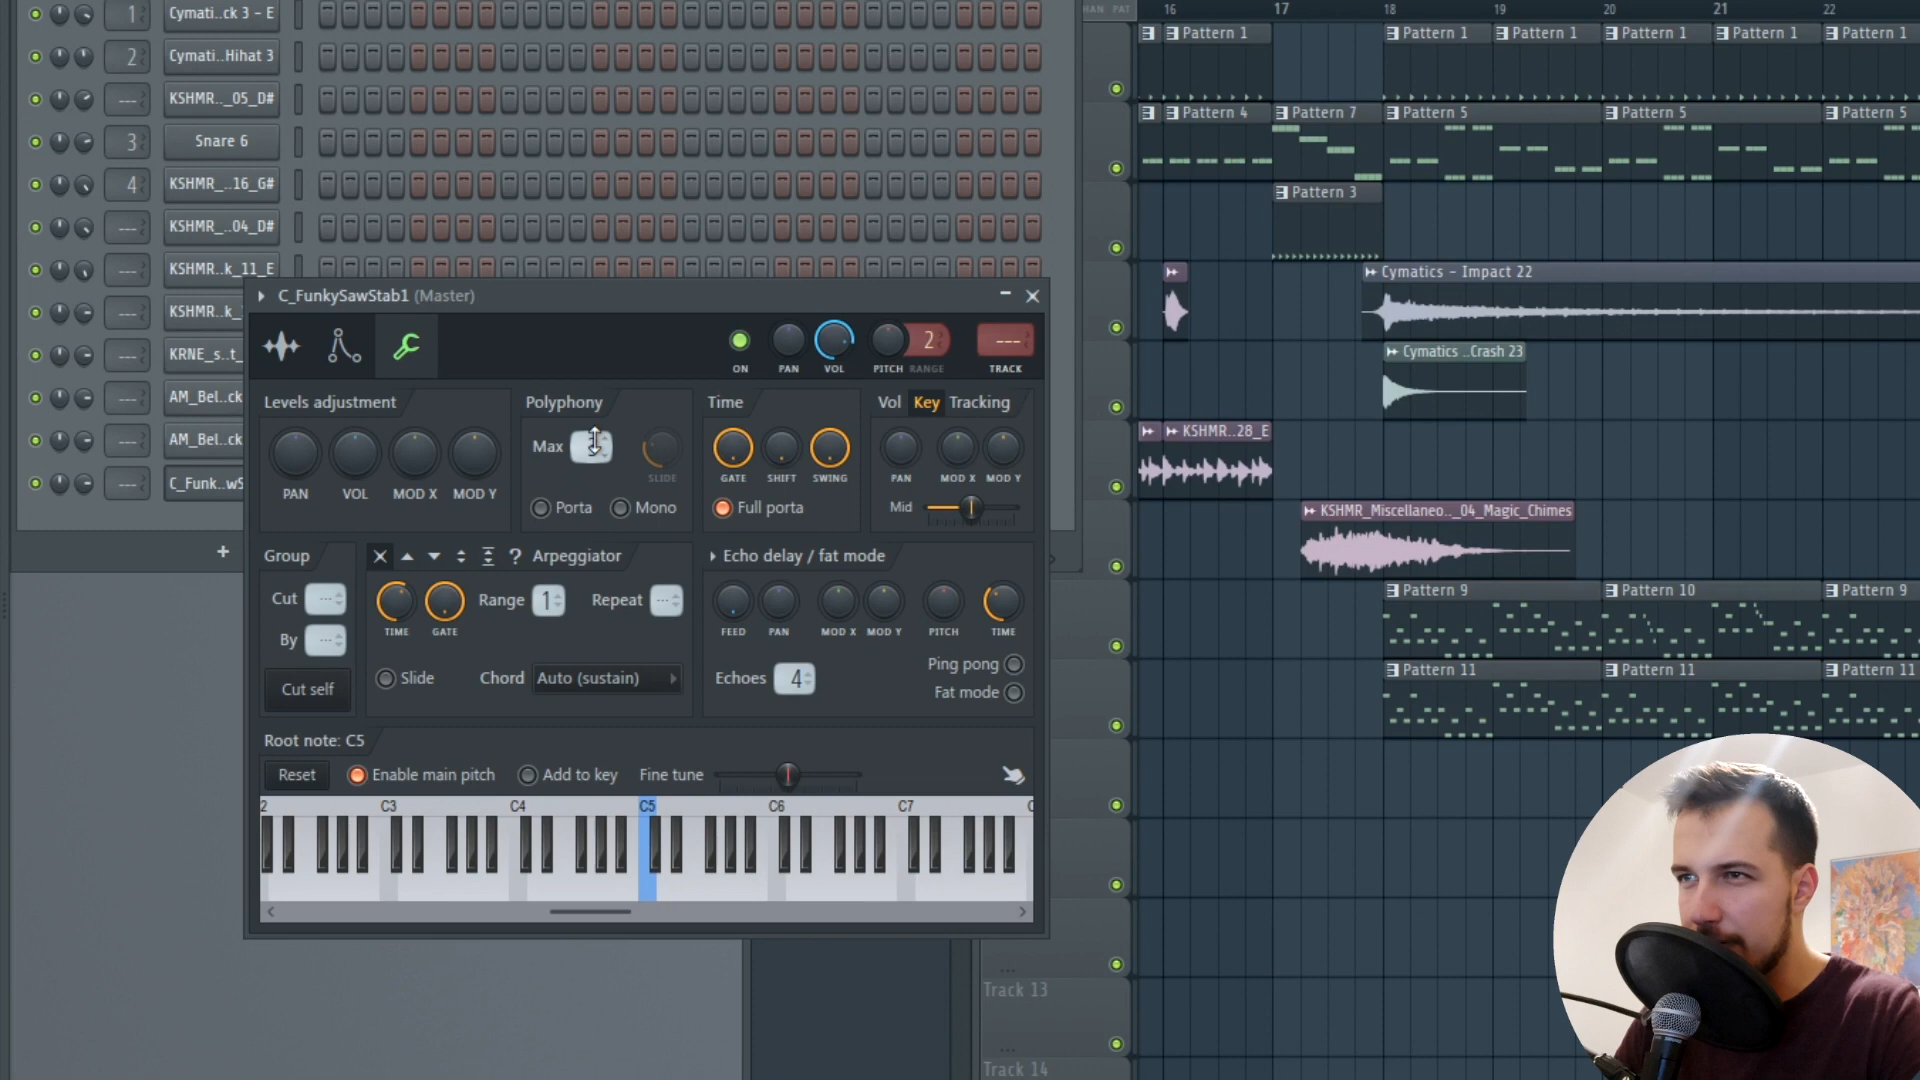 1 Cymati..ck 3 - E
2 Cymati..Hihat 3
--- KSHMR.._05_D#
3 Snare 6
4 KSHMR_..16_G#
--- KSHMR_..04_D#
--- KSHMR..k_11_E
--- KSHMR..k_
--- KRNE_s..t_
--- AM_Bel..ck
--- AM_Bel..ck
--- C_Funk..wS
+
C_FunkySawStab1 (Master)
2 ---
ON PAN VOL PITCH RANGE TRACK
Levels adjustment
PAN VOL MOD X MOD Y
Polyphony
Max
SLIDE
Porta Mono
Time
GATE SHIFT SWING
Full porta
Vol Key Tracking
PAN MOD X MOD Y
Mid
Group
Cut ---
By ---
Cut self
? Arpeggiator
Range 1 Repeat ---
TIME GATE
Slide Chord Auto (sustain)
Echo delay / fat mode
FEED PAN MOD X MOD Y PITCH TIME
Echoes 4
Ping pong
Fat mode
Root note: C5
Reset Enable main pitch Add to key Fine tune
2 C3 C4 C5 C6 C7
HAN PAT 16 17 18 19 20 21 22
Pattern 1 Pattern 1 Pattern 1 Pattern 1 Pattern 1 Pattern 1
Pattern 4 Pattern 7 Pattern 5 Pattern 5 Pattern 5
Pattern 3
Cymatics - Impact 22
Cymatics ..Crash 23
KSHMR..28_E
KSHMR_Miscellaneo.._04_Magic_Chimes
Pattern 9 Pattern 10 Pattern 9
Pattern 11 Pattern 11 Pattern 11
...
Track 13
...
Track 14